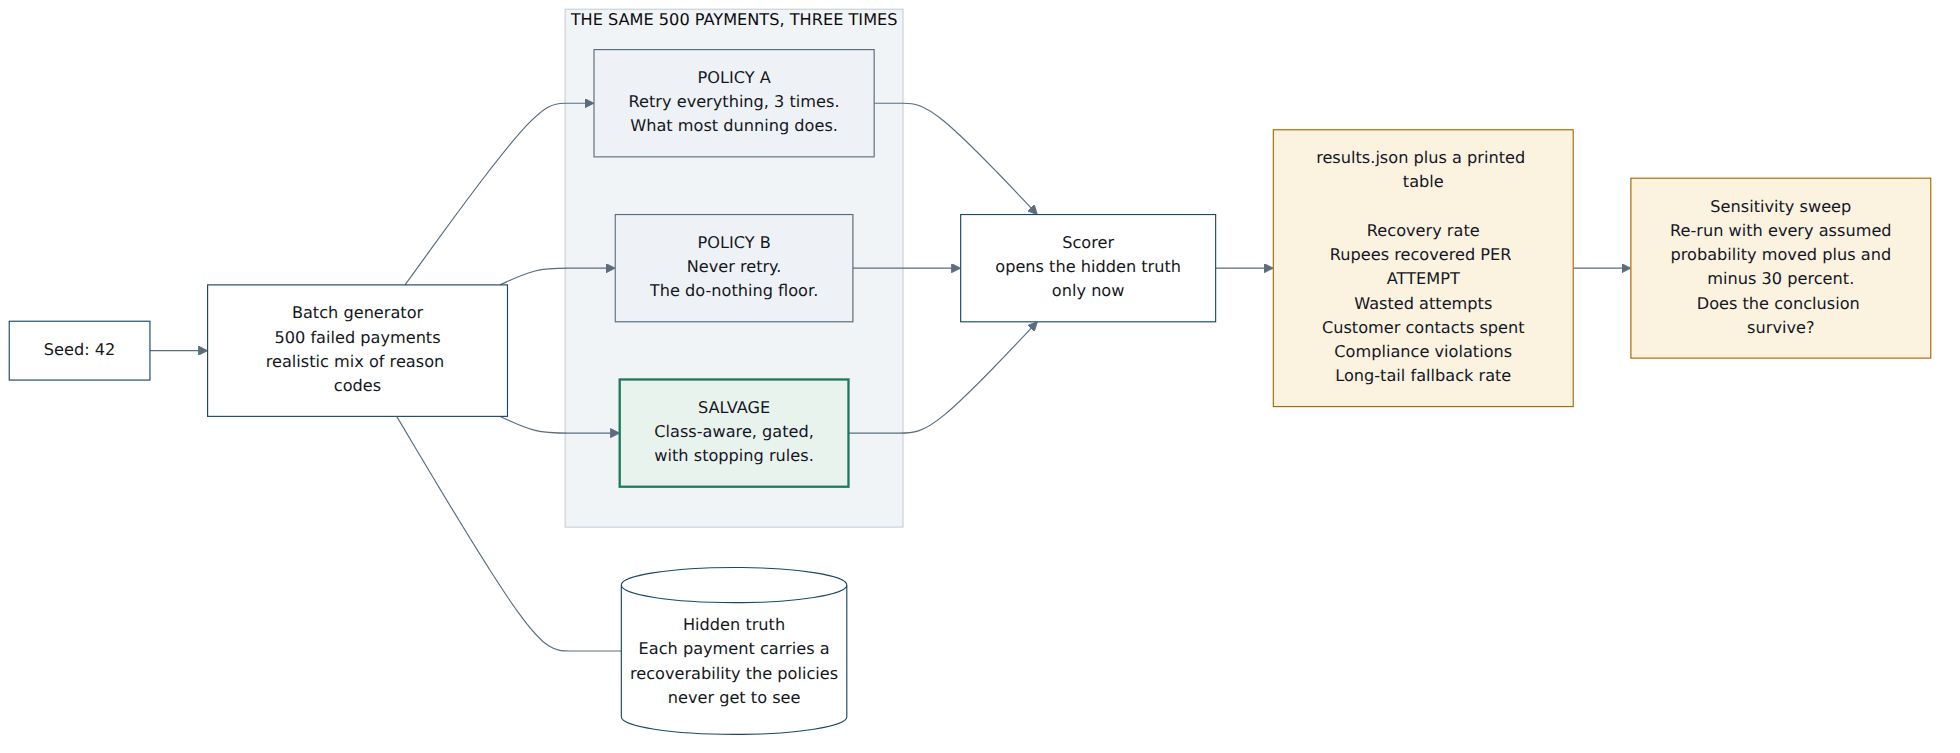 THE SAME 500 PAYMENTS, THREE TIMES
POLICY A
Retry everything, 3 times.
What most dunning does.
POLICY B
Never retry.
The do-nothing floor.
SALVAGE
Class-aware, gated,
with stopping rules.
Seed: 42
Batch generator
500 failed payments
realistic mix of reason
codes
Hidden truth
Each payment carries a
recoverability the policies
never get to see
Scorer
opens the hidden truth
only now
results.json plus a printed
table
Recovery rate
Rupees recovered PER
ATTEMPT
Wasted attempts
Customer contacts spent
Compliance violations
Long-tail fallback rate
Sensitivity sweep
Re-run with every assumed
probability moved plus and
minus 30 percent.
Does the conclusion
survive?